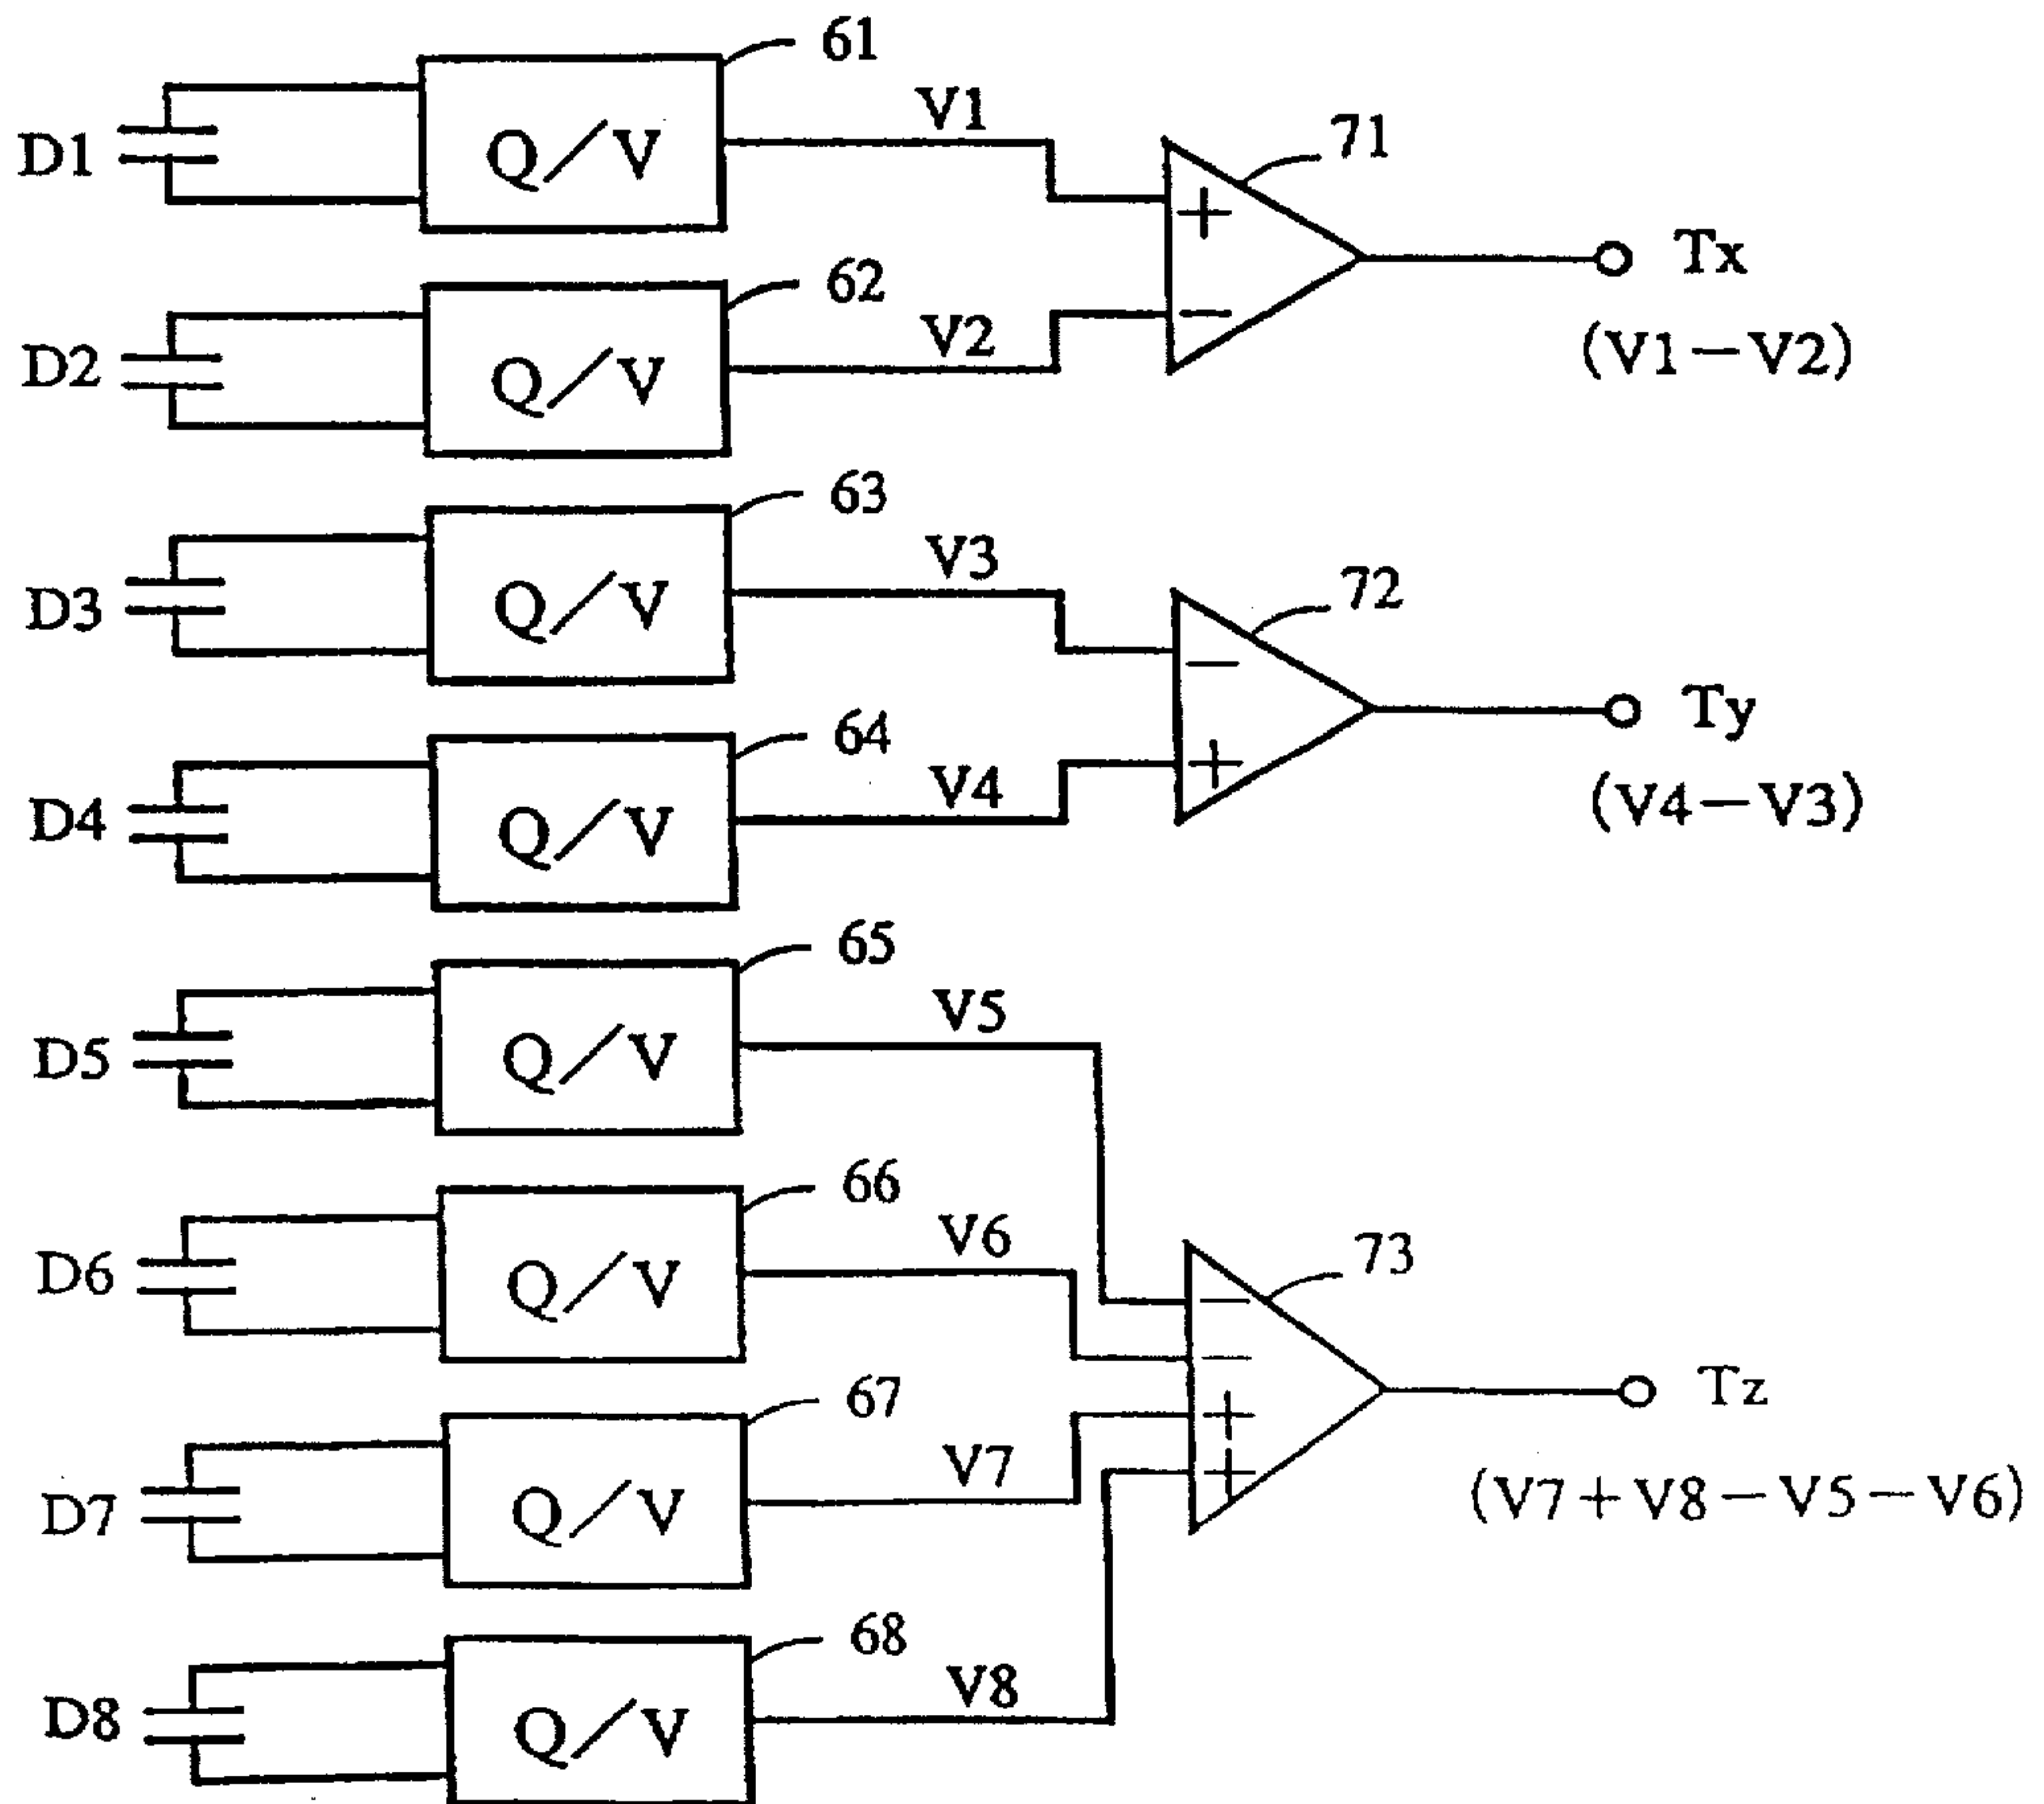 61
D1
Q/V
V1
+
71
Tx
(V1-V2)
62
D2
Q/V
V2
-
63
D3
Q/V
V3
-
72
Ty
(V4-V3)
64
D4
Q/V
V4
+
65
D5
Q/V
V5
-
66
D6
Q/V
V6
-
73
Tz
(V7+V8-V5-V6)
67
D7
Q/V
V7
+
68
D8
Q/V
V8
+